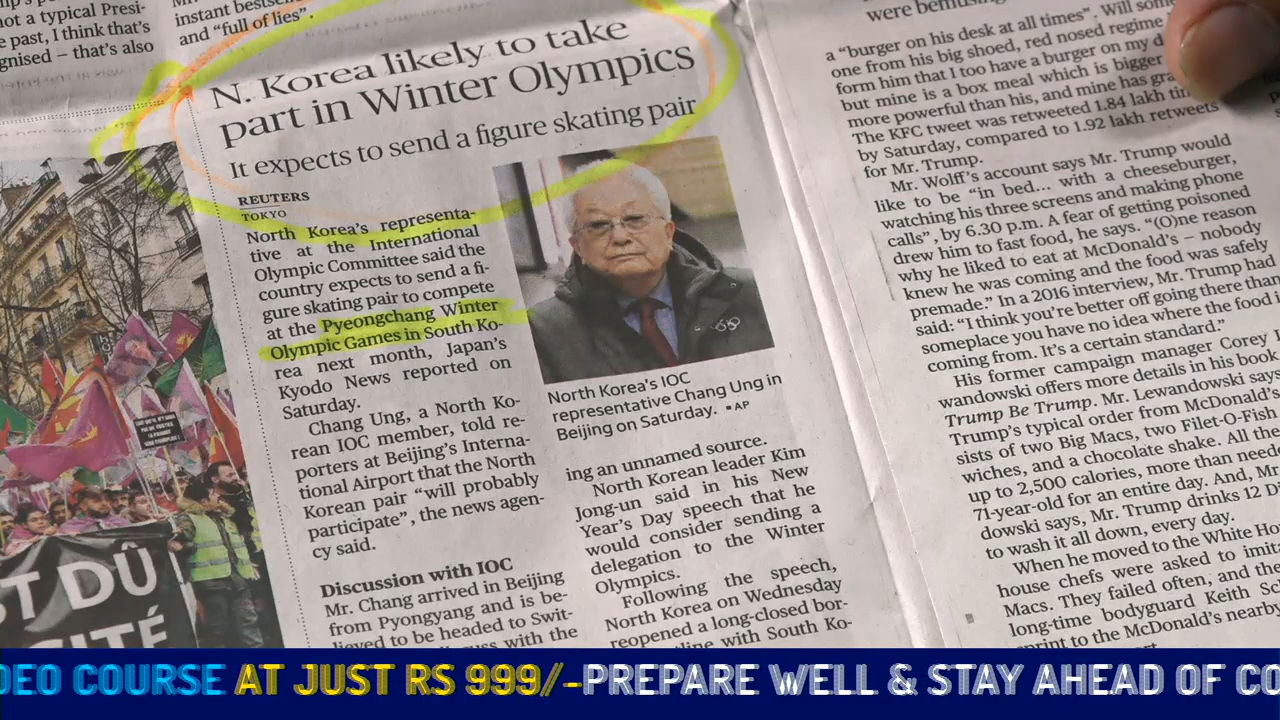 not a typical Presi-
e past, I think that's
gnised – that's also
and "full of lies".
N. Korea likely to take
part in Winter Olympics
It expects to send a figure skating pair
REUTERS
TOKYO
North Korea's representa-
tive at the International
Olympic Committee said the
country expects to send a fi-
gure skating pair to compete
at the Pyeongchang Winter
Olympic Games in South Ko-
rea next month, Japan's
Kyodo News reported on
Saturday.
Chang Ung, a North Ko-
rean IOC member, told re-
porters at Beijing's Interna-
tional Airport that the North
Korean pair "will probably
participate", the news agen-
cy said.
Discussion with IOC
Mr. Chang arrived in Beijing
from Pyongyang and is be-
lieved to be headed to Swit-
with the
North Korea's IOC
representative Chang Ung in
Beijing on Saturday. ▪ AP
ing an unnamed source.
North Korean leader Kim
Jong-un said in his New
Year's Day speech that he
would consider sending a
delegation to the Winter
Olympics.
Following the speech,
North Korea on Wednesday
reopened a long-closed bor-
with South Ko-
were
a "burger on his desk at all times". Will
one from his big shoed, red nosed regime
form him that I too have a burger on my
but mine is a box meal which is bigger
more powerful than his, and mine has
The KFC tweet was retweeted 1.84 lakh
by Saturday, compared to 1.92 lakh retweets
for Mr. Trump.
Mr. Wolff's account says Mr. Trump would
like to be "in bed... with a cheeseburger,
watching his three screens and making phone
calls", by 6.30 p.m. A fear of getting poisoned
drew him to fast food, he says. "(O)ne reason
why he liked to eat at McDonald's – nobody
knew he was coming and the food was safely
premade." In a 2016 interview, Mr. Trump had
said: "I think you're better off going there than
someplace you have no idea where the food
coming from. It's a certain standard."
His former campaign manager Corey
wandowski offers more details in his book
Trump Be Trump. Mr. Lewandowski says
Trump's typical order from McDonald's
sists of two Big Macs, two Filet-O-Fish
wiches, and a chocolate shake. All the
up to 2,500 calories, more than
71-year-old for an entire day. And, Mr.
dowski says, Mr. Trump drinks 12
to wash it all down, every day.
When he moved to the White
house chefs were asked to
Macs. They failed often, and
long-time bodyguard Keith
to the McDonald's nearby
ST DÛ
CITÉ
DEO COURSE AT JUST RS 999/-PREPARE WELL & STAY AHEAD OF CO